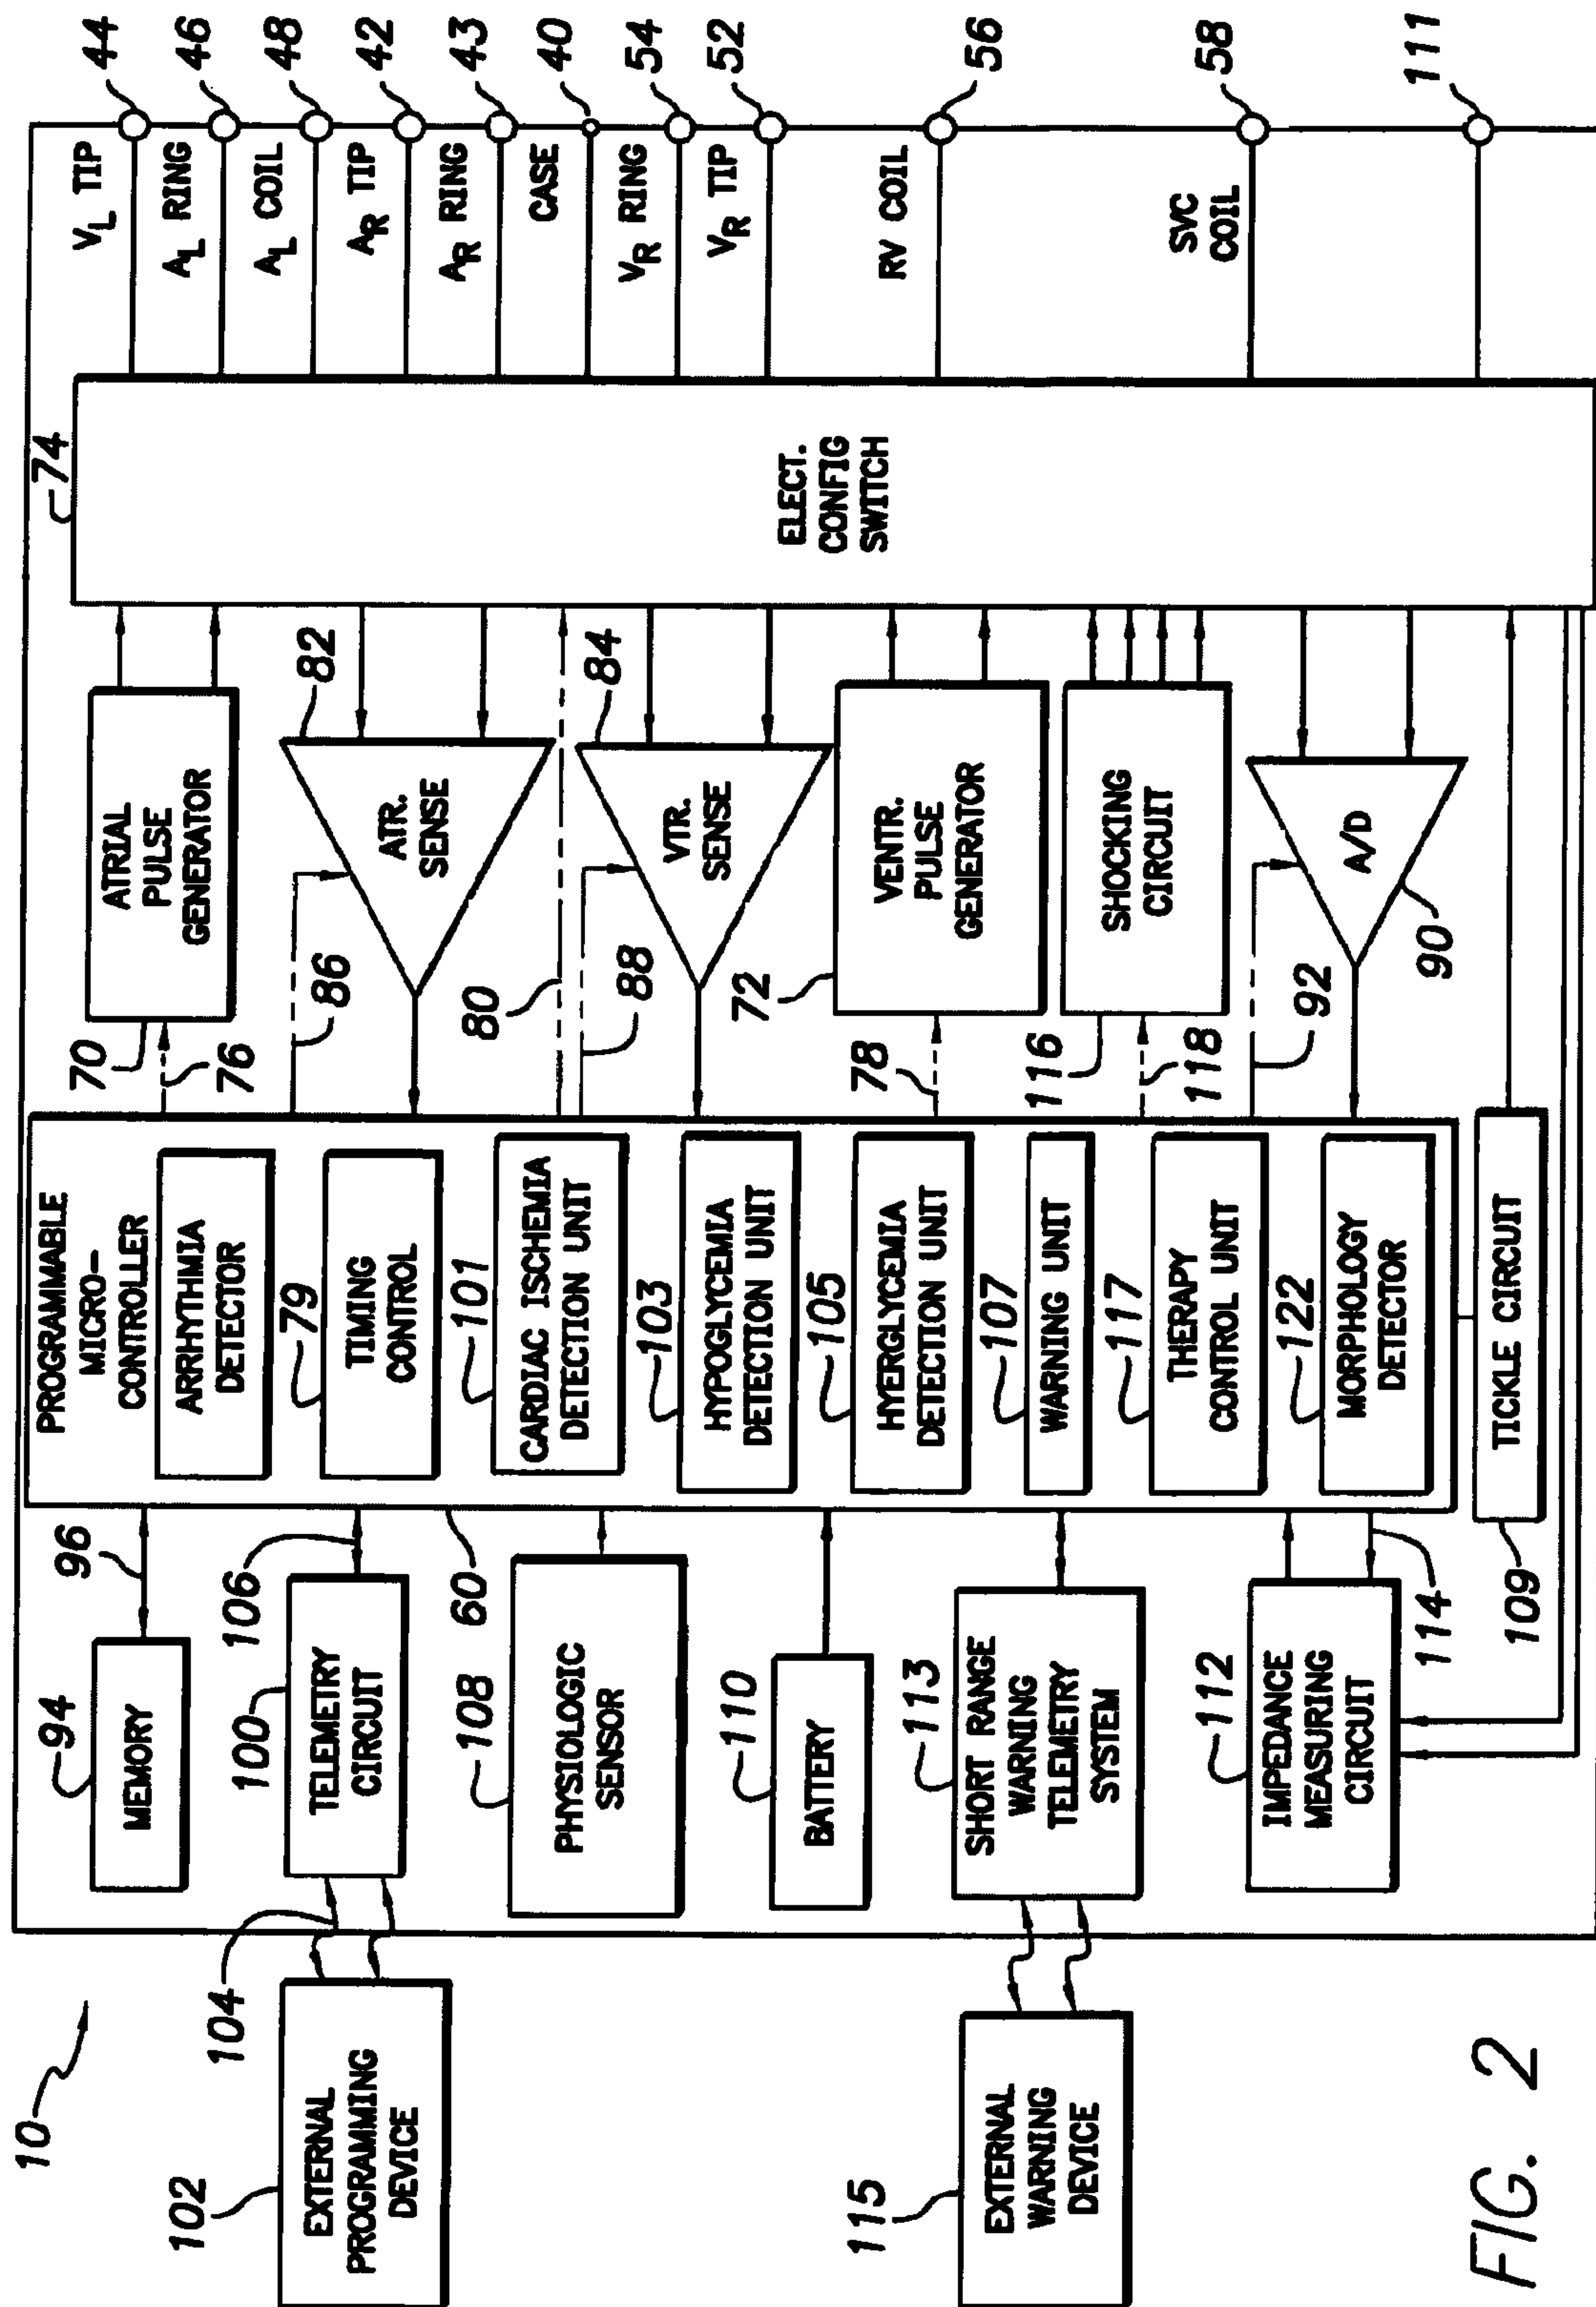 10
102
EXTERNAL
PROGRAMMING
DEVICE
104
115
EXTERNAL
WARNING
DEVICE
94
MEMORY
96
100
TELEMETRY
CIRCUIT
106
60
108
PHYSIOLOGIC
SENSOR
110
BATTERY
113
SHORT RANGE
WARNING
TELEMETRY
SYSTEM
112
IMPEDANCE
MEASURING
CIRCUIT
114
109
TICKLE CIRCUIT
PROGRAMMABLE
MICRO-
CONTROLLER
ARRHYTHMIA
DETECTOR
79
TIMING
CONTROL
101
CARDIAC ISCHEMIA
DETECTION UNIT
103
HYPOGLYCEMIA
DETECTION UNIT
105
HYERGLYCEMIA
DETECTION UNIT
107
WARNING UNIT
117
THERAPY
CONTROL UNIT
122
MORPHOLOGY
DETECTOR
70
76
ATRIAL
PULSE
GENERATOR
86
82
ATR.
SENSE
80
88
84
VTR.
SENSE
72
78
VENTR.
PULSE
GENERATOR
116
118
SHOCKING
CIRCUIT
92
A/D
90
74
ELECT.
CONFIG
SWITCH
VL TIP 44
AL RING 46
AL COIL 48
AR TIP 42
AR RING 43
CASE 40
VR RING 54
VR TIP 52
RV COIL 56
SVC
COIL 58
111
FIG. 2